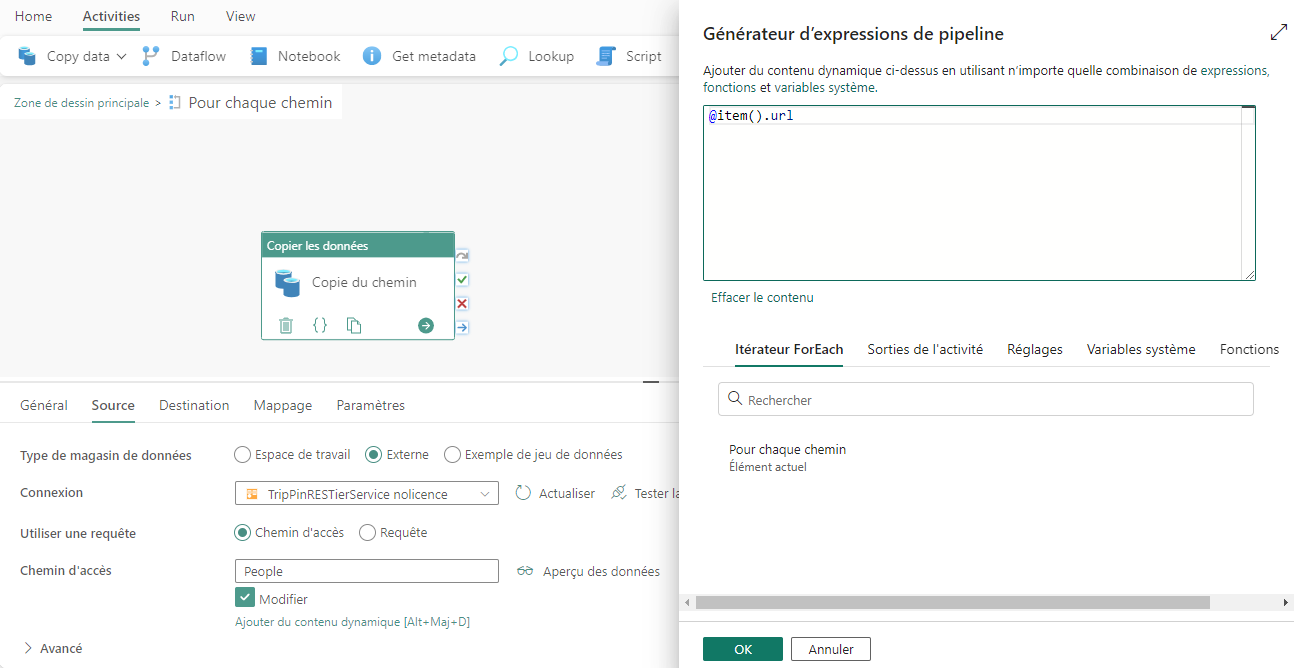 Home Activities Run View
Copy data Dataflow Notebook Get metadata Lookup Script
Zone de dessin principale > Pour chaque chemin
Copier les données
Copie du chemin
{}
Général Source Destination Mappage Paramètres
Type de magasin de données Espace de travail Externe Exemple de jeu de données
Connexion TripPinRESTierService nolicence Actualiser Tester la
Utiliser une requête Chemin d'accès Requête
Chemin d'accès People Aperçu des données
Modifier
Ajouter du contenu dynamique [Alt+Maj+D]
> Avancé
Générateur d’expressions de pipeline
Ajouter du contenu dynamique ci-dessus en utilisant n’importe quelle combinaison de expressions,
fonctions et variables système.
@item().url
Effacer le contenu
Itérateur ForEach Sorties de l’activité Réglages Variables système Fonctions
Rechercher
Pour chaque chemin
Élément actuel
OK Annuler